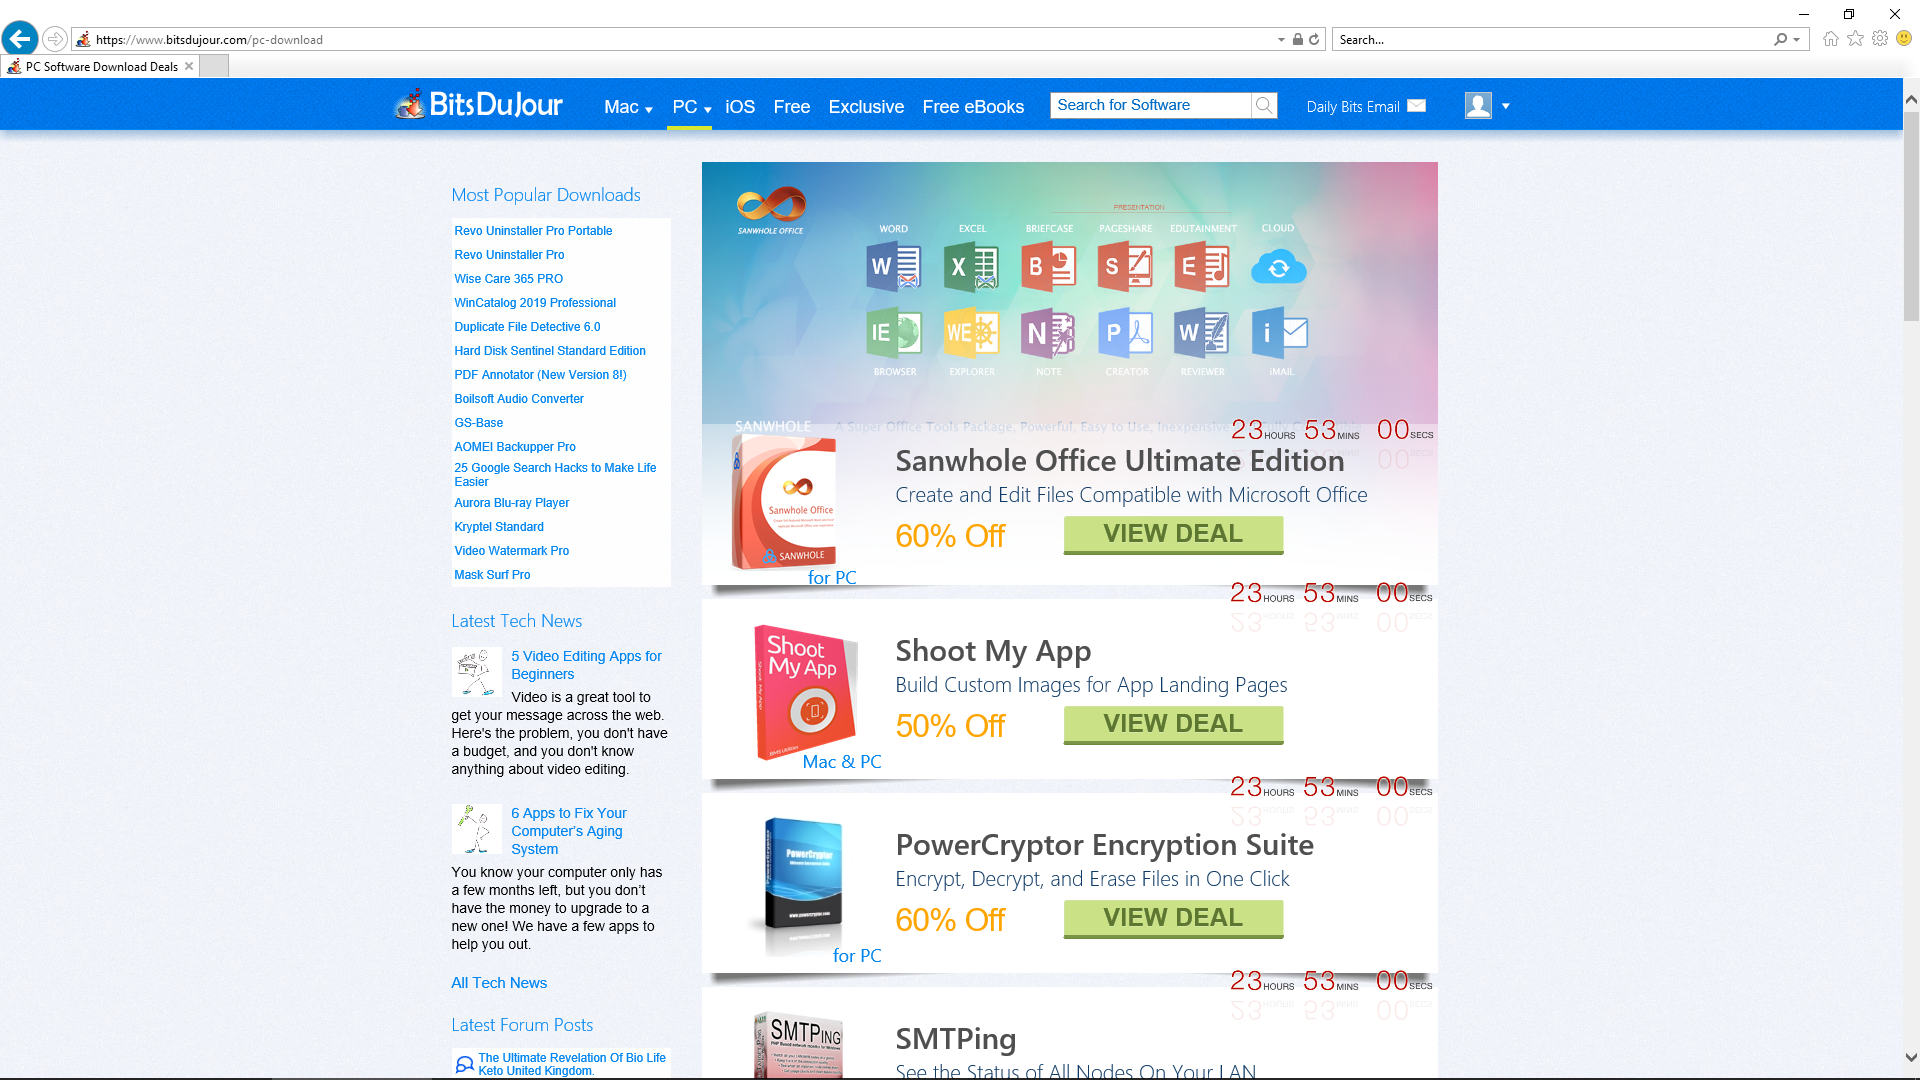 https://www.bitsdujour.com/pc-download
Search...
PC Software Download Deals
BitsDuJour
Mac
PC
iOS
Free
Exclusive
Free eBooks
Search for Software
Daily Bits Email
Most Popular Downloads
Revo Uninstaller Pro Portable
Revo Uninstaller Pro
Wise Care 365 PRO
WinCatalog 2019 Professional
Duplicate File Detective 6.0
Hard Disk Sentinel Standard Edition
PDF Annotator (New Version 8!)
Boilsoft Audio Converter
GS-Base
AOMEI Backupper Pro
25 Google Search Hacks to Make Life
Easier
Aurora Blu-ray Player
Kryptel Standard
Video Watermark Pro
Mask Surf Pro
Latest Tech News
5 Video Editing Apps for
Beginners
Video is a great tool to
get your message across the web.
Here's the problem, you don't have
a budget, and you don't know
anything about video editing.
6 Apps to Fix Your
Computer's Aging
System
You know your computer only has
a few months left, but you don't
have the money to upgrade to a
new one! We have a few apps to
help you out.
All Tech News
Latest Forum Posts
The Ultimate Revelation Of Bio Life
Keto United Kingdom.
SANWHOLE OFFICE
PRESENTATION
WORD EXCEL BRIEFCASE PAGESHARE EDUTAINMENT CLOUD
W X B S E
IE WE N P W i
BROWSER EXPLORER NOTE CREATOR REVIEWER iMAIL
SANWHOLE
A Super Office Tools Package. Powerful, Easy to Use, Inexpensive
23 HOURS 53 MINS 00 SECS
Sanwhole Office
SANWHOLE
Sanwhole Office Ultimate Edition
Create and Edit Files Compatible with Microsoft Office
60% Off
VIEW DEAL
for PC
23 HOURS 53 MINS 00 SECS
Shoot
My App
Shoot My App
Build Custom Images for App Landing Pages
50% Off
VIEW DEAL
Mac & PC
23 HOURS 53 MINS 00 SECS
PowerCryptor
www.powercryptor.com
PowerCryptor Encryption Suite
Encrypt, Decrypt, and Erase Files in One Click
60% Off
VIEW DEAL
for PC
23 HOURS 53 MINS 00 SECS
SMTPING
SMTPing
See the Status of All Nodes On Your LAN